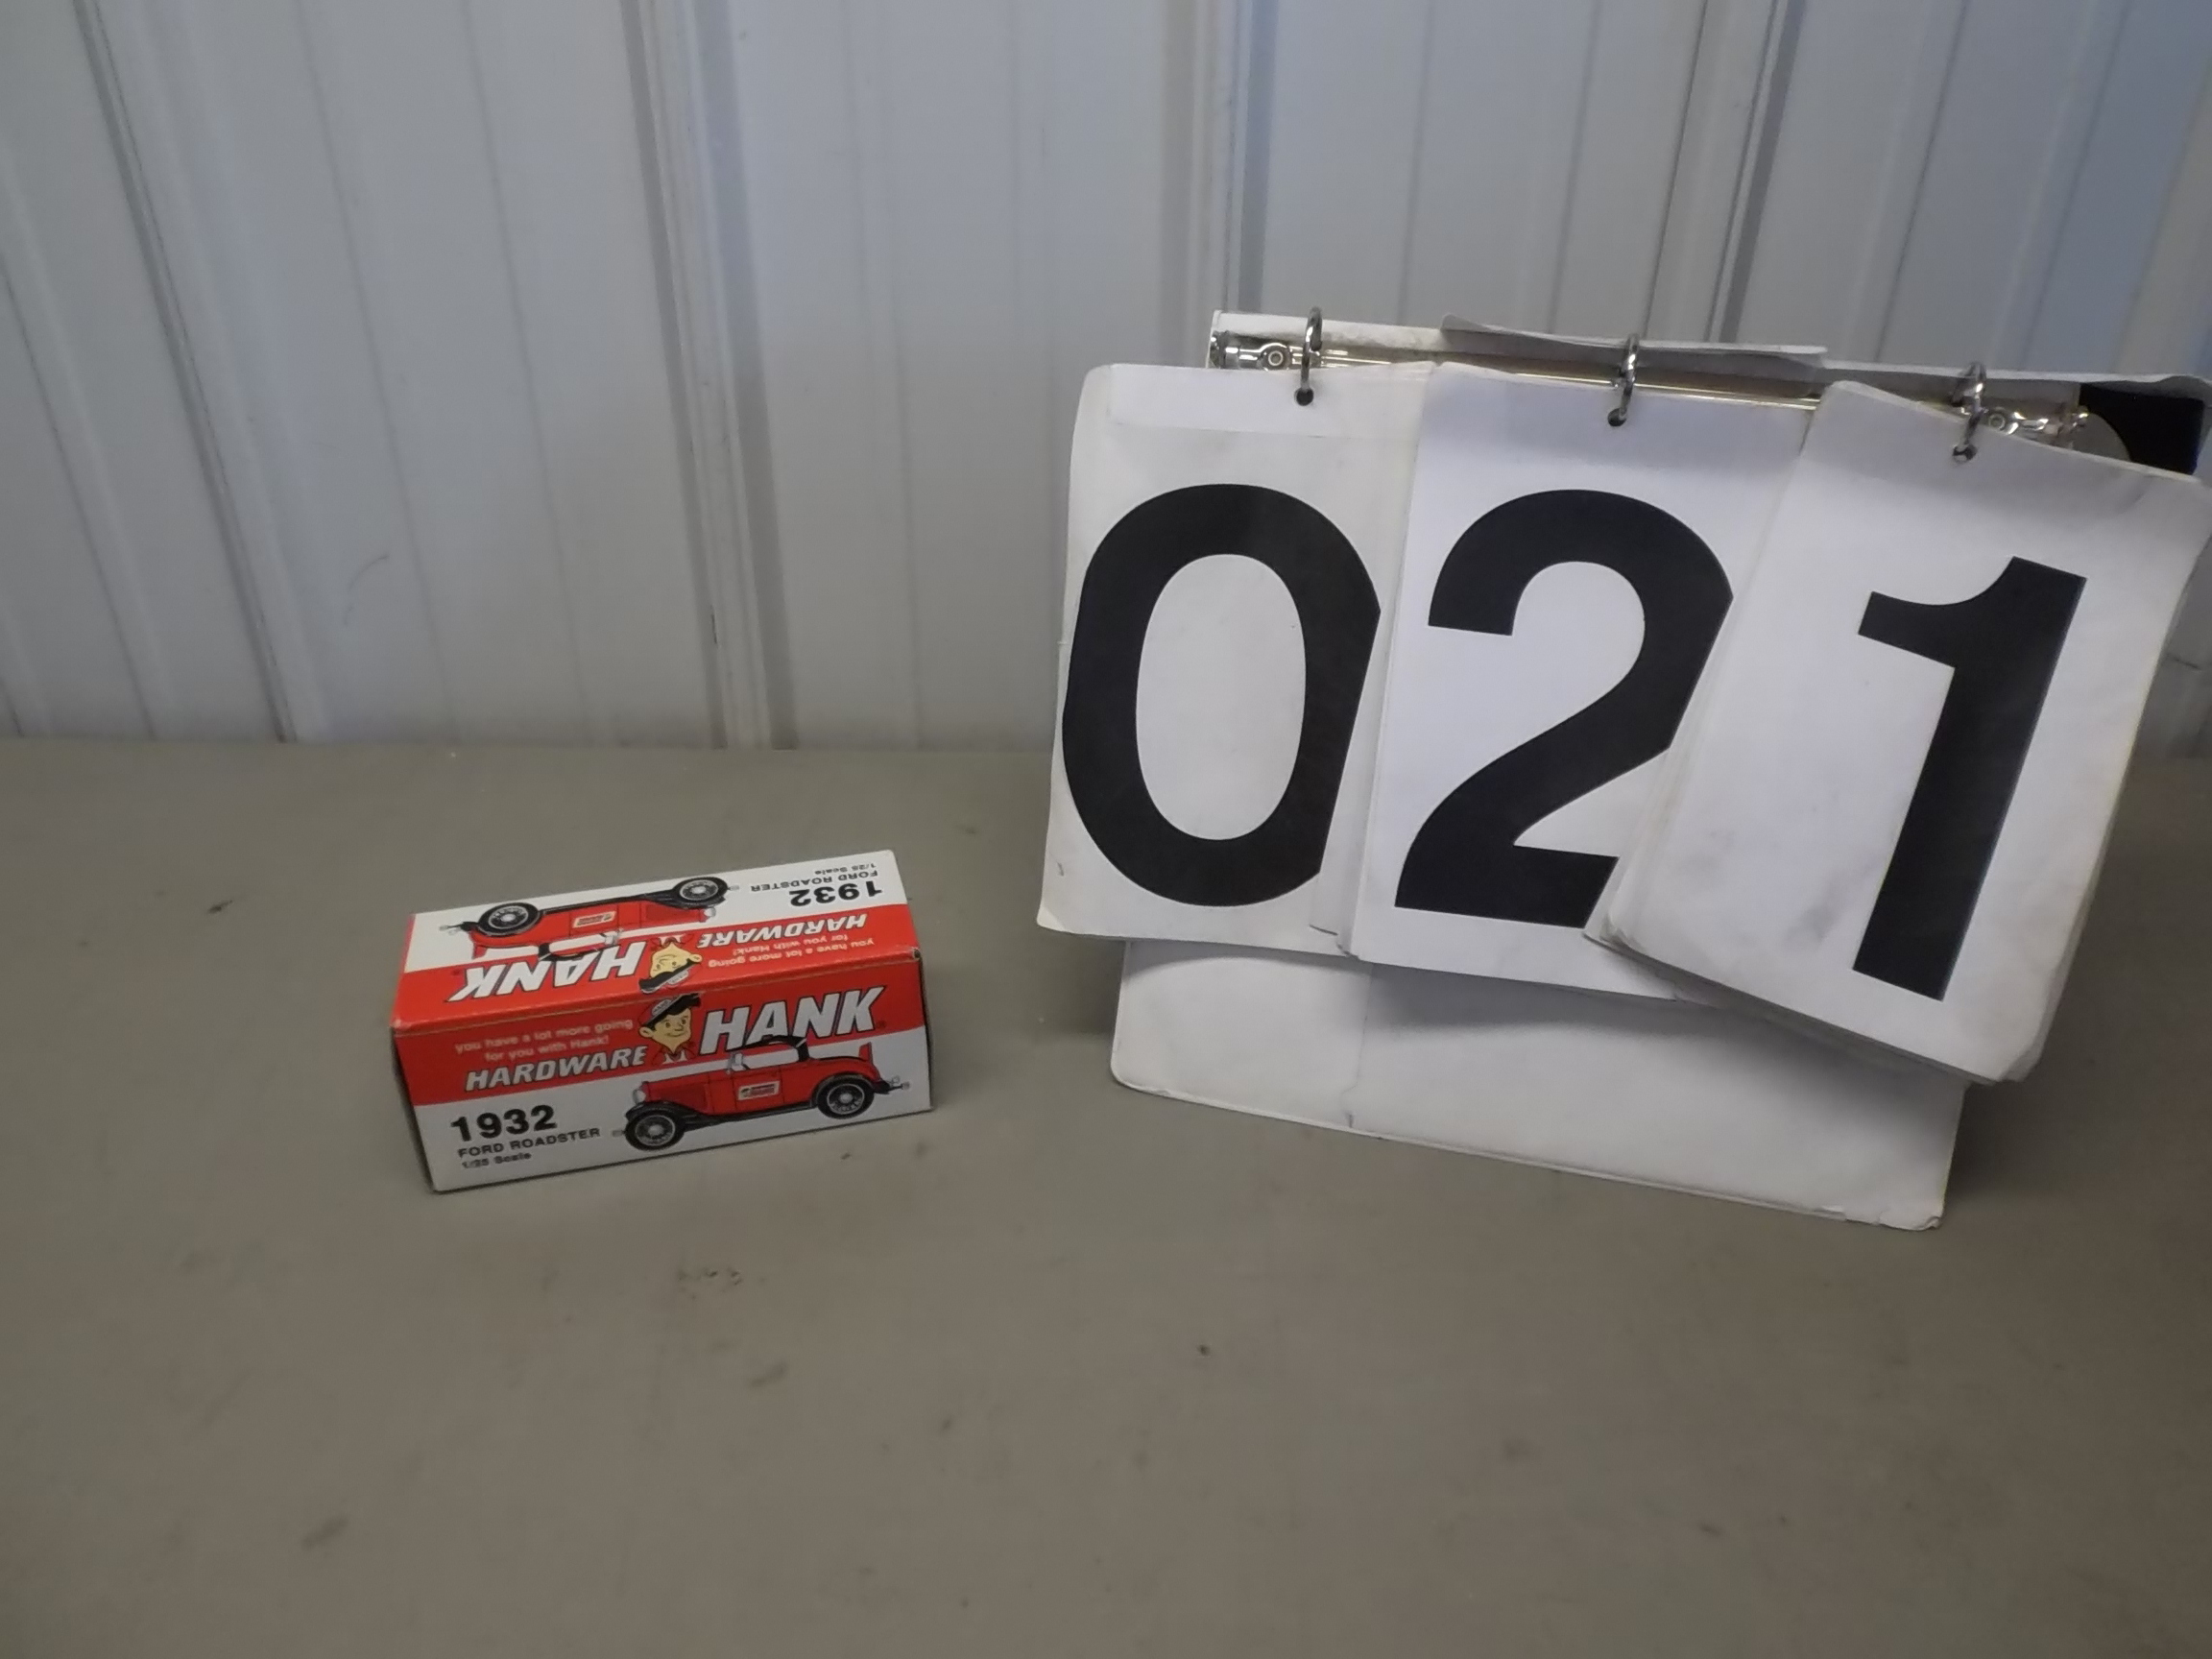 021
1932
FORD ROADSTER
1/25 Scale
HARDWARE
HANK
you have a lot more going
for you with Hank!
you have a lot more going
for you with Hank!
HARDWARE
HANK
1932
FORD ROADSTER
1/25 Scale